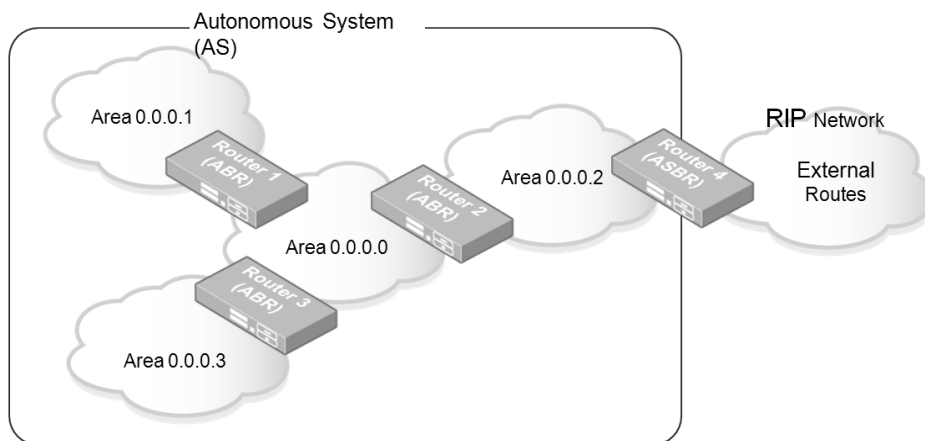 Autonomous System
(AS)
Area 0.0.0.1
Router 1
(ABR)
RIP Network
External
Routes
Router 4
(ASBR)
Area 0.0.0.2
Router 2
(ABR)
Area 0.0.0.0
Router 3
(ABR)
Area 0.0.0.3